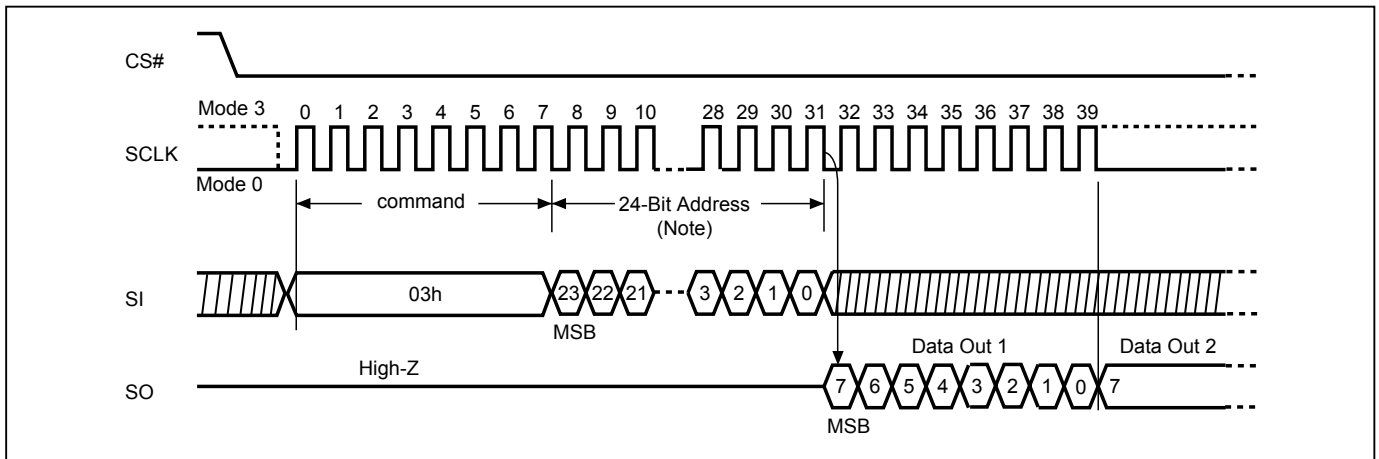 CS#
Mode 3
0 1 2 3 4 5 6 7 8 9 10 28 29 30 31 32 33 34 35 36 37 38 39
SCLK
Mode 0
command
24-Bit Address
(Note)
SI
03h
23 22 21 3 2 1 0
MSB
Data Out 1
Data Out 2
High-Z
SO
7 6 5 4 3 2 1 0 7
MSB